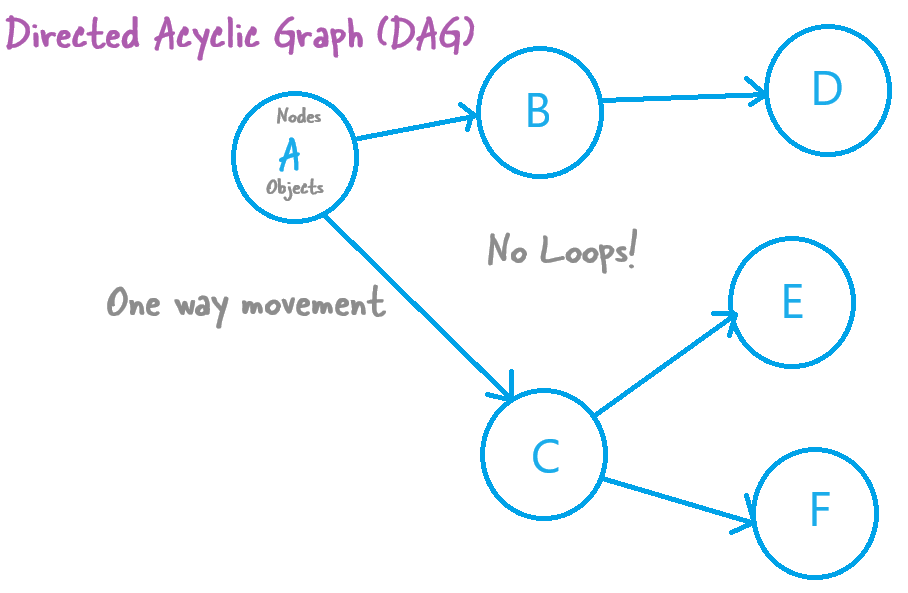 Directed Acyclic Graph (DAG)
Nodes
A
Objects
B
D
No Loops!
One way movement
E
C
F